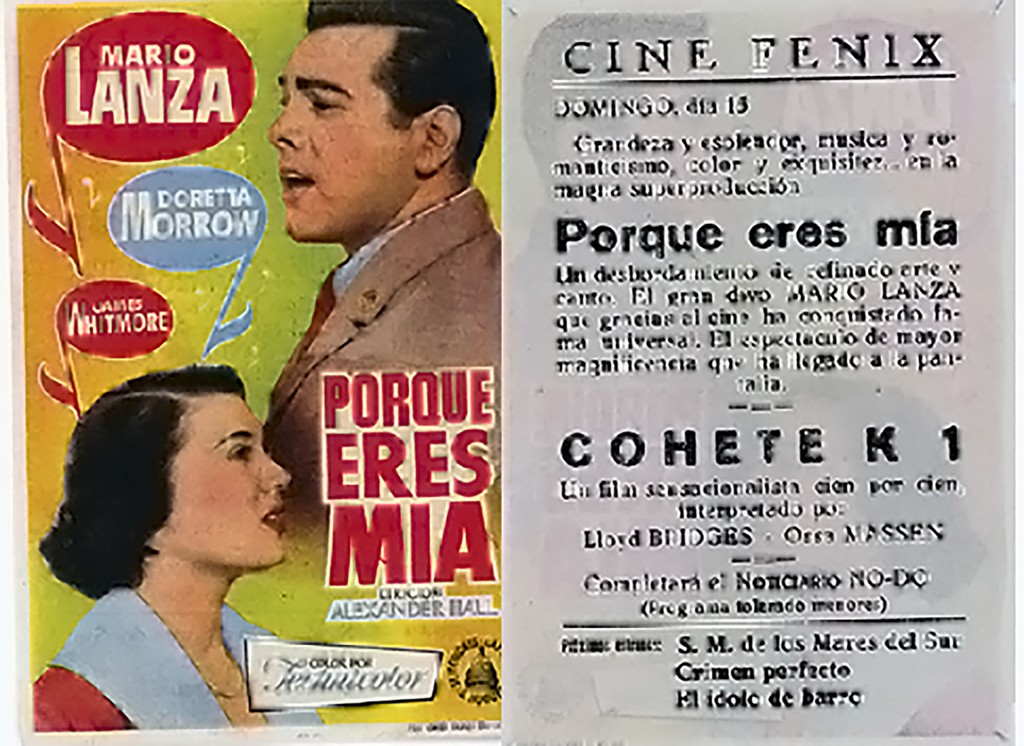 MARIO
LANZA
DORETTA
MORROW
JAMES
WHITMORE
PORQUE
ERES
MIA
DIRECCION
ALEXANDER HALL
COLOR POR
Technicolor
CINE FENIX
DOMINGO, día 15
Grandeza y esplendor, musica y ro-
manticismo, color y exquisitez, en la
magna superproducción
Porque eres mía
Un desbordamiento de refinado arte y
canto. El gran divo MARIO LANZA
que gracias al cine ha conquistado fa-
ma universal. El espectaculo de mayor
magnificencia que ha llegado a la pan-
talla.
COHETE K 1
Un film sensacionalista cien por cien,
interpretado por
Lloyd BRIDGES - Ossa MASSEN
Completará el NOTICIARIO NO-DO
(Programa tolerado menores)
S. M. de los Mares del Sur
Crimen perfecto
El idolo de barro